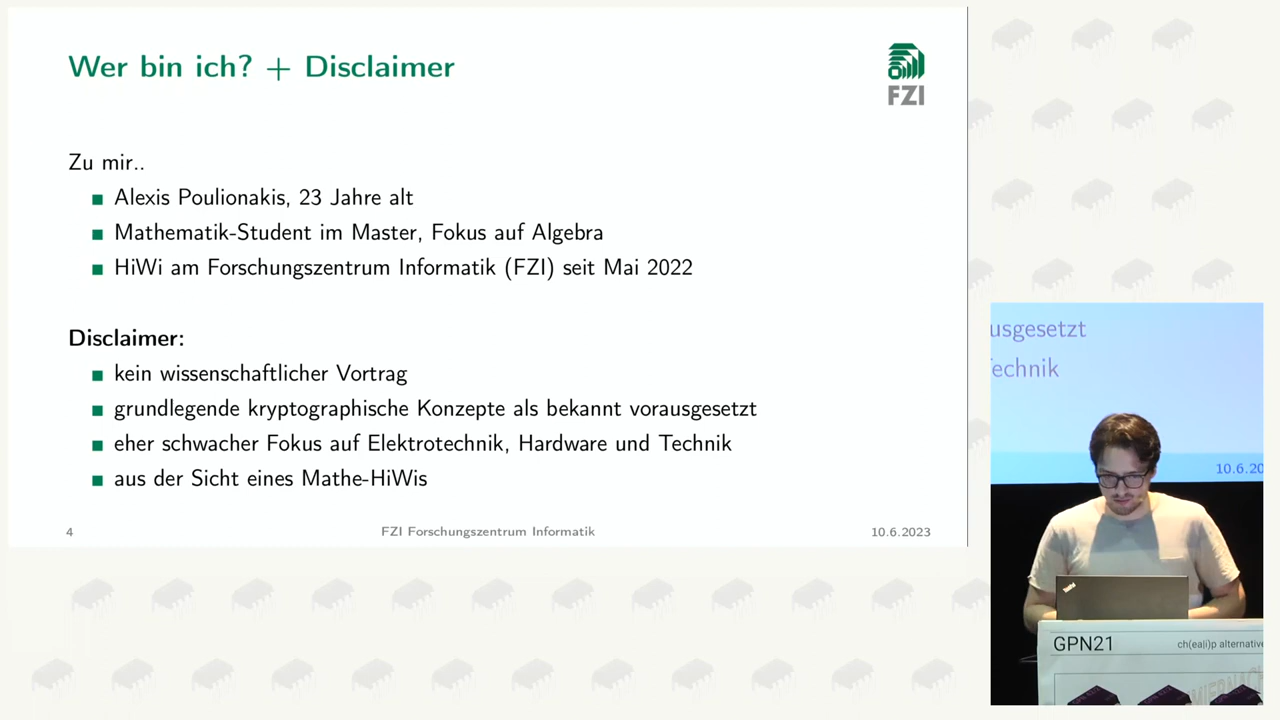 Wer bin ich? + Disclaimer
FZI
Zu mir..
Alexis Poulionakis, 23 Jahre alt
Mathematik-Student im Master, Fokus auf Algebra
HiWi am Forschungszentrum Informatik (FZI) seit Mai 2022
Disclaimer:
kein wissenschaftlicher Vortrag
grundlegende kryptographische Konzepte als bekannt vorausgesetzt
eher schwacher Fokus auf Elektrotechnik, Hardware und Technik
aus der Sicht eines Mathe-HiWis
4 FZI Forschungszentrum Informatik 10.6.2023
usgesetzt
echnik
10.6.20
GPN21 ch(ea|i)p alternative